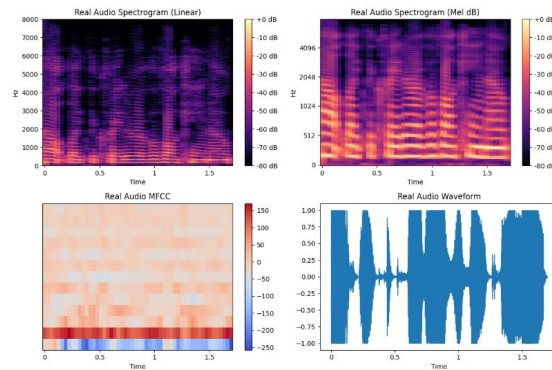 Real Audio Spectrogram (Linear)
8000
7000
6000
5000
4000
3000
2000
1000
0
Hz
0
0.5
1
1.5
Time
+0 dB
-10 dB
-20 dB
-30 dB
-40 dB
-50 dB
-60 dB
-70 dB
-80 dB
Real Audio Spectrogram (Mel dB)
4096
2048
1024
512
0
Hz
0
0.5
1
1.5
Time
+0 dB
-10 dB
-20 dB
-30 dB
-40 dB
-50 dB
-60 dB
-70 dB
-80 dB
Real Audio MFCC
0
0.5
1
1.5
Time
150
100
50
0
-50
-100
-150
-200
-250
Real Audio Waveform
1.00
0.75
0.50
0.25
0.00
-0.25
-0.50
-0.75
-1.00
0
0.5
1
1.5
Time